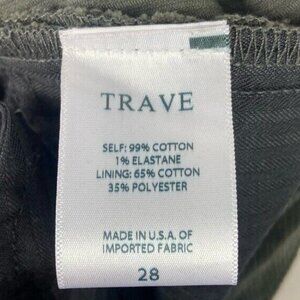 TRAVE
SELF: 99% COTTON
1% ELASTANE
LINING: 65% COTTON
35% POLYESTER
MADE IN U.S.A. OF
IMPORTED FABRIC
28